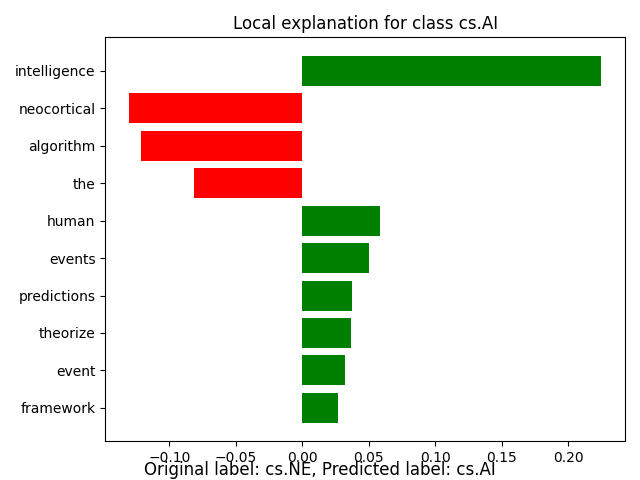 Local explanation for class cs.AI
intelligence
neocortical
algorithm
the
human
events
predictions
theorize
event
framework
−0.10 −0.05 0.00 0.05 0.10 0.15 0.20
Original label: cs.NE, Predicted label: cs.AI